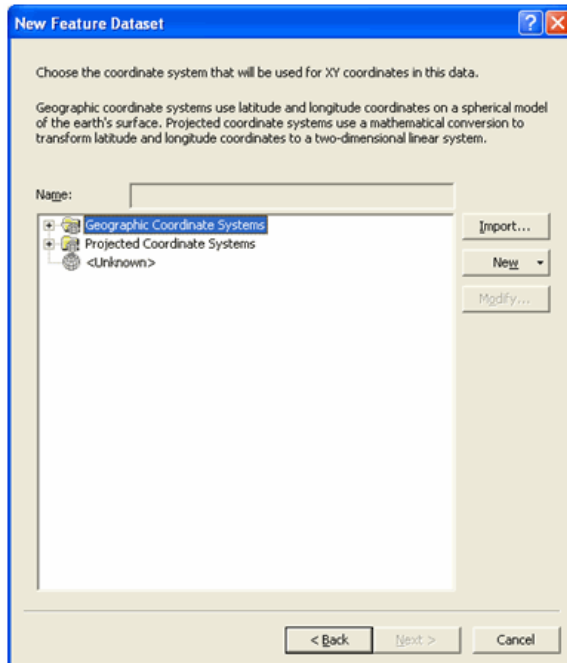 New Feature Dataset
Choose the coordinate system that will be used for XY coordinates in this data.
Geographic coordinate systems use latitude and longitude coordinates on a spherical model
of the earth's surface. Projected coordinate systems use a mathematical conversion to
transform latitude and longitude coordinates to a two-dimensional linear system.
Name:
Geographic Coordinate Systems
Projected Coordinate Systems
<Unknown>
Import...
New
Modify...
< Back
Next >
Cancel